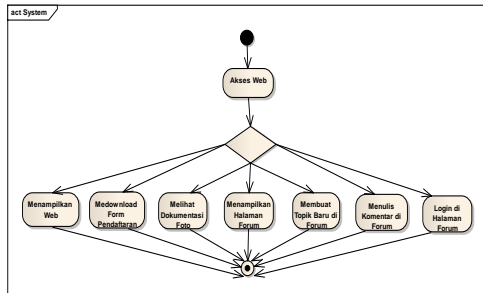 act System
Akses Web
Menampilkan
Web
Medownload
Form
Pendaftaran
Melihat
Dokumentasi
Foto
Menampilkan
Halaman
Forum
Membuat
Topik Baru di
Forum
Menulis
Komentar di
Forum
Login di
Halaman
Forum